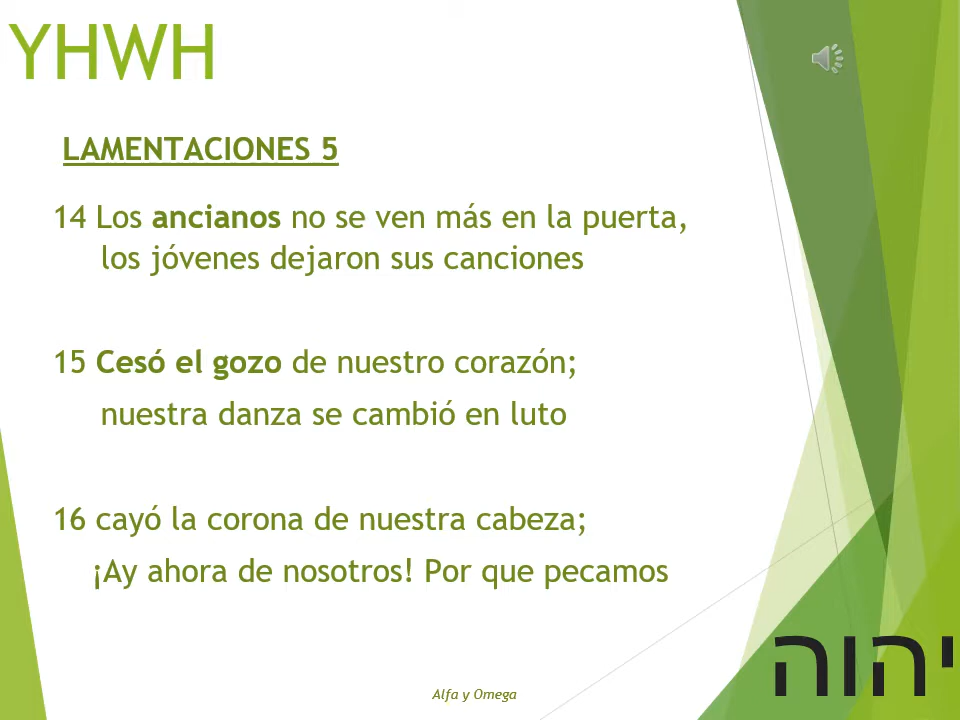 YHWH
LAMENTACIONES 5
14 Los ancianos no se ven más en la puerta,
los jóvenes dejaron sus canciones
15 Cesó el gozo de nuestro corazón;
nuestra danza se cambió en luto
16 cayó la corona de nuestra cabeza;
¡Ay ahora de nosotros! Por que pecamos
יהוה
Alfa y Omega